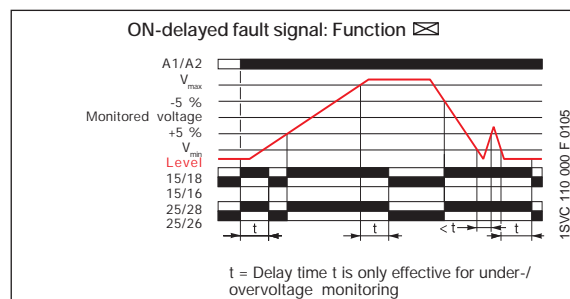 ON-delayed fault signal: Function
A1/A2
Vmax
-5 %
Monitored voltage
+5 %
Vmin
Level
15/18
15/16
25/28
25/26
t
t
< t
t
1SVC 110 000 F 0105
t = Delay time t is only effective for under-/
overvoltage monitoring